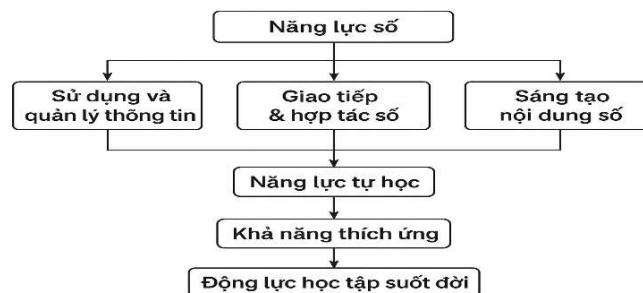 Năng lực số
Sử dụng và
quản lý thõng tin
Giao tiếp
& hợp tác số
Sáng tạo
nội dung số
Năng lực tự học
Khả năng thích ứng
Động lực học tập suốt đời